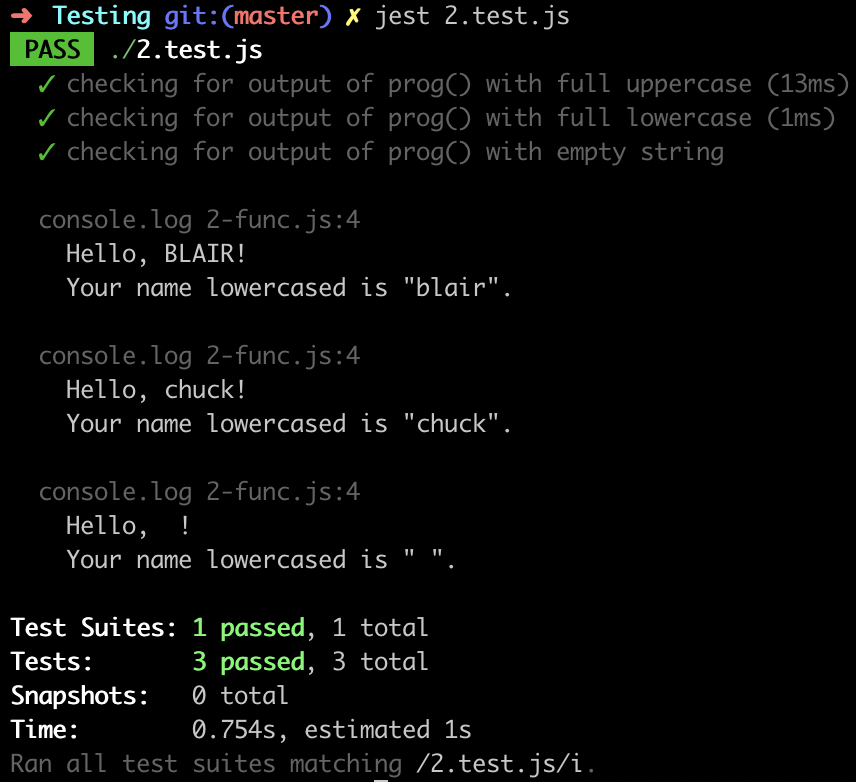 ➜  Testing git:(master) ✗ jest 2.test.js
 PASS  ./2.test.js
  ✓ checking for output of prog() with full uppercase (13ms)
  ✓ checking for output of prog() with full lowercase (1ms)
  ✓ checking for output of prog() with empty string
  console.log 2-func.js:4
    Hello, BLAIR!
    Your name lowercased is "blair".
  console.log 2-func.js:4
    Hello, chuck!
    Your name lowercased is "chuck".
  console.log 2-func.js:4
    Hello,  !
    Your name lowercased is " ".
Test Suites: 1 passed, 1 total
Tests:       3 passed, 3 total
Snapshots:   0 total
Time:        0.754s, estimated 1s
Ran all test suites matching /2.test.js/i.